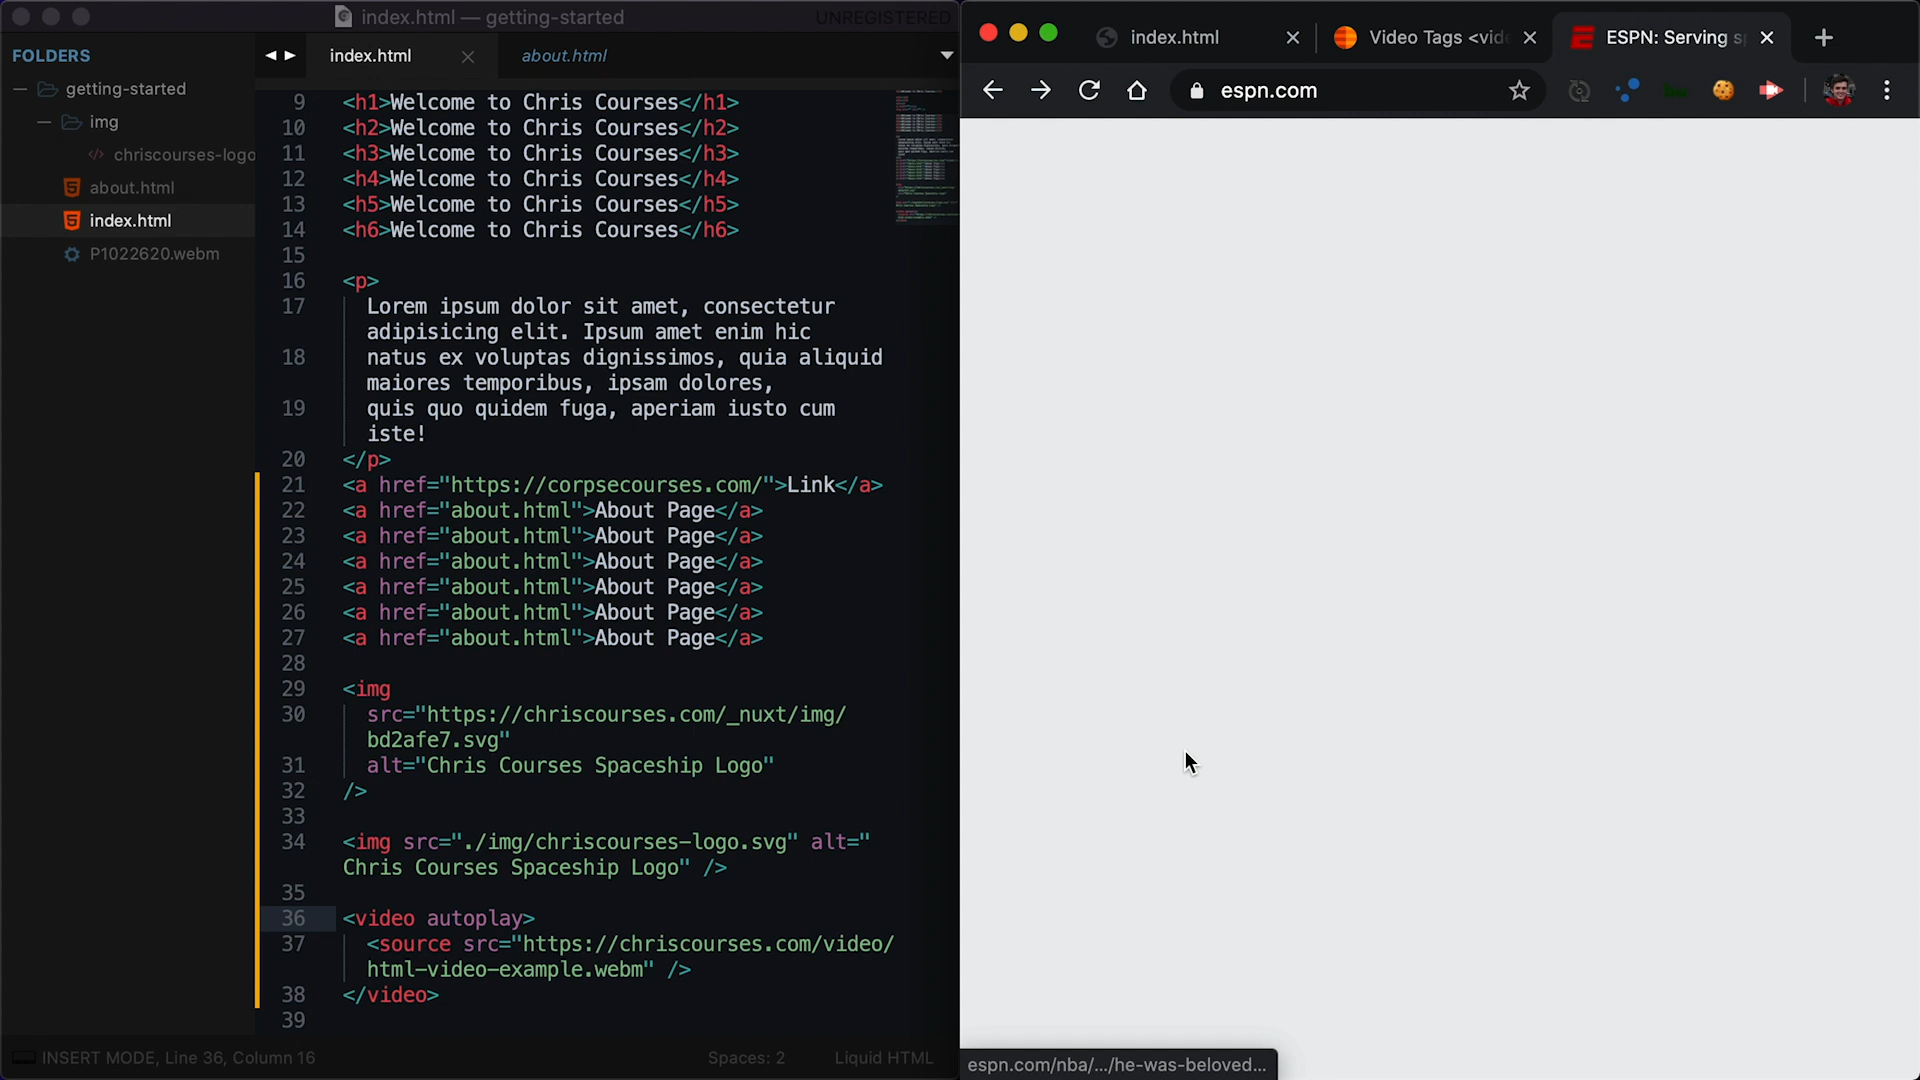 index.html — getting-started
UNREGISTERED
FOLDERS
getting-started
img
chriscourses-logo
about.html
index.html
P1022620.webm
index.html
about.html
9 <h1>Welcome to Chris Courses</h1>
10 <h2>Welcome to Chris Courses</h2>
11 <h3>Welcome to Chris Courses</h3>
12 <h4>Welcome to Chris Courses</h4>
13 <h5>Welcome to Chris Courses</h5>
14 <h6>Welcome to Chris Courses</h6>
15
16 <p>
17 Lorem ipsum dolor sit amet, consectetur
adipisicing elit. Ipsum amet enim hic
18 natus ex voluptas dignissimos, quia aliquid
maiores temporibus, ipsam dolores,
19 quis quo quidem fuga, aperiam iusto cum
iste!
20 </p>
21 <a href="https://corpsecourses.com/">Link</a>
22 <a href="about.html">About Page</a>
23 <a href="about.html">About Page</a>
24 <a href="about.html">About Page</a>
25 <a href="about.html">About Page</a>
26 <a href="about.html">About Page</a>
27 <a href="about.html">About Page</a>
28
29 <img
30 src="https://chriscourses.com/_nuxt/img/
bd2afe7.svg"
31 alt="Chris Courses Spaceship Logo"
32 />
33
34 <img src="./img/chriscourses-logo.svg" alt="
Chris Courses Spaceship Logo" />
35
36 <video autoplay>
37 <source src="https://chriscourses.com/video/
html-video-example.webm" />
38 </video>
39
INSERT MODE, Line 36, Column 16
Spaces: 2
Liquid HTML
index.html
Video Tags <vid
ESPN: Serving s
espn.com
espn.com/nba/.../he-was-beloved...